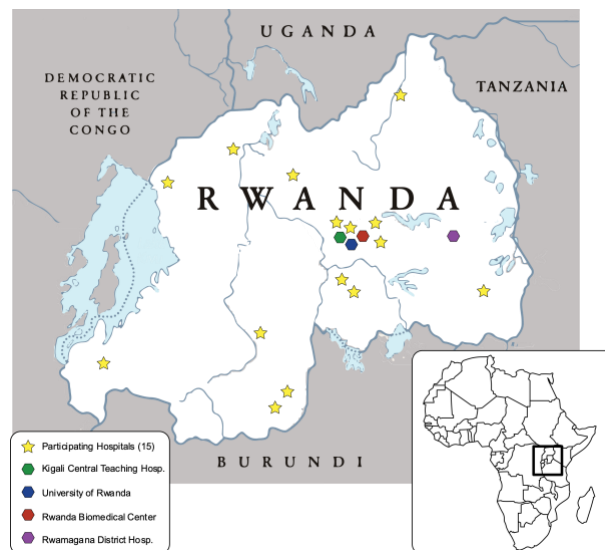 UGANDA
DEMOCRATIC
REPUBLIC
OF THE
CONGO
TANZANIA
RWANDA
BURUNDI
Participating Hospitals (15)
Kigali Central Teaching Hosp.
University of Rwanda
Rwanda Biomedical Center
Rwamagana District Hosp.